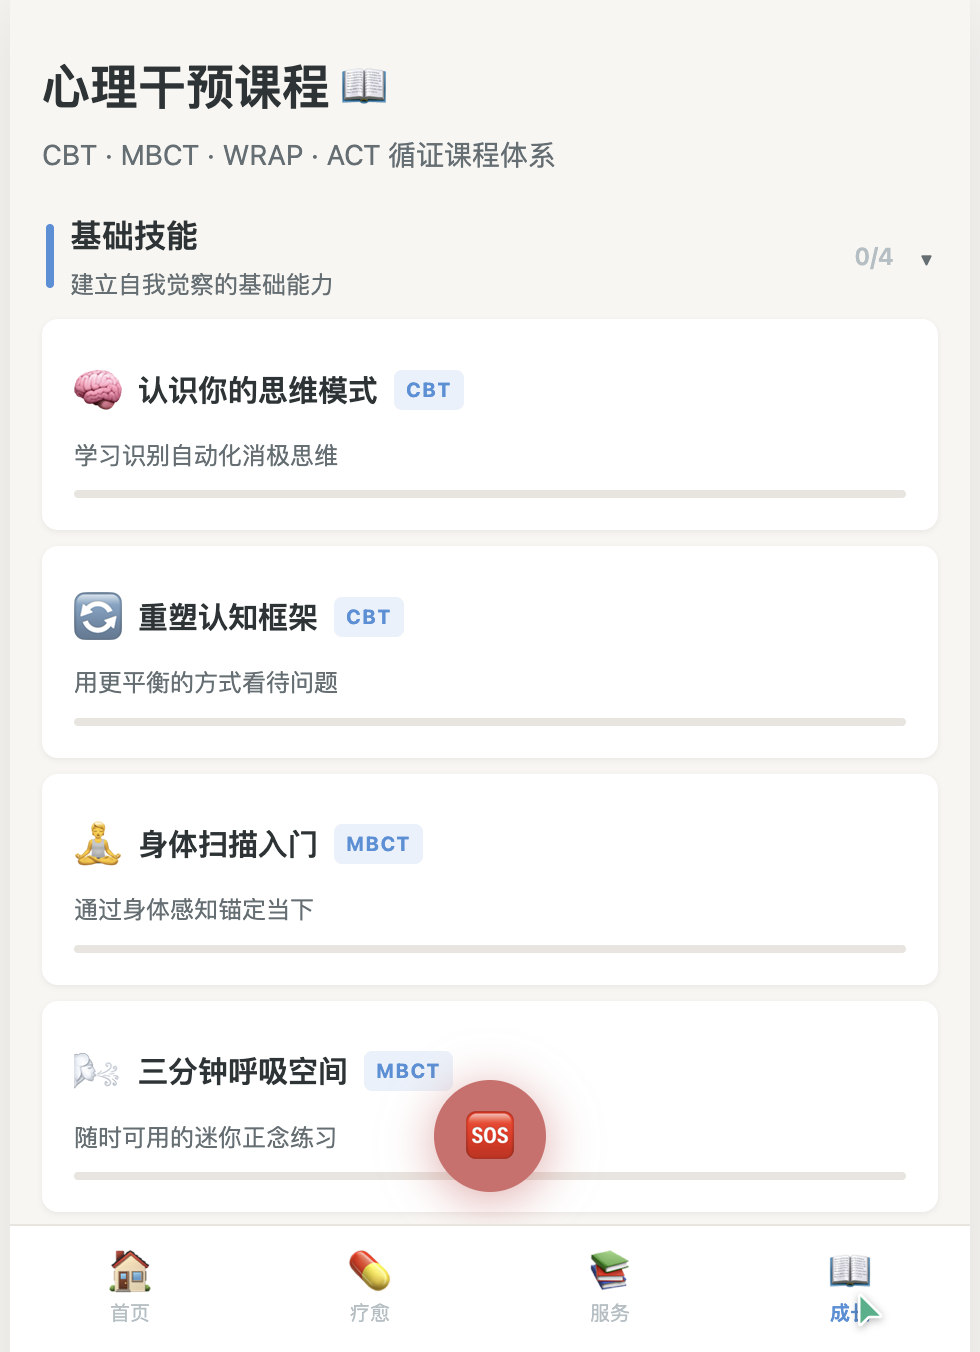 心理干预课程
CBT · MBCT · WRAP · ACT 循证课程体系
基础技能
建立自我觉察的基础能力
0/4
认识你的思维模式 CBT
学习识别自动化消极思维
重塑认知框架 CBT
用更平衡的方式看待问题
身体扫描入门 MBCT
通过身体感知锚定当下
三分钟呼吸空间 MBCT
随时可用的迷你正念练习
SOS
首页 疗愈 服务 成长